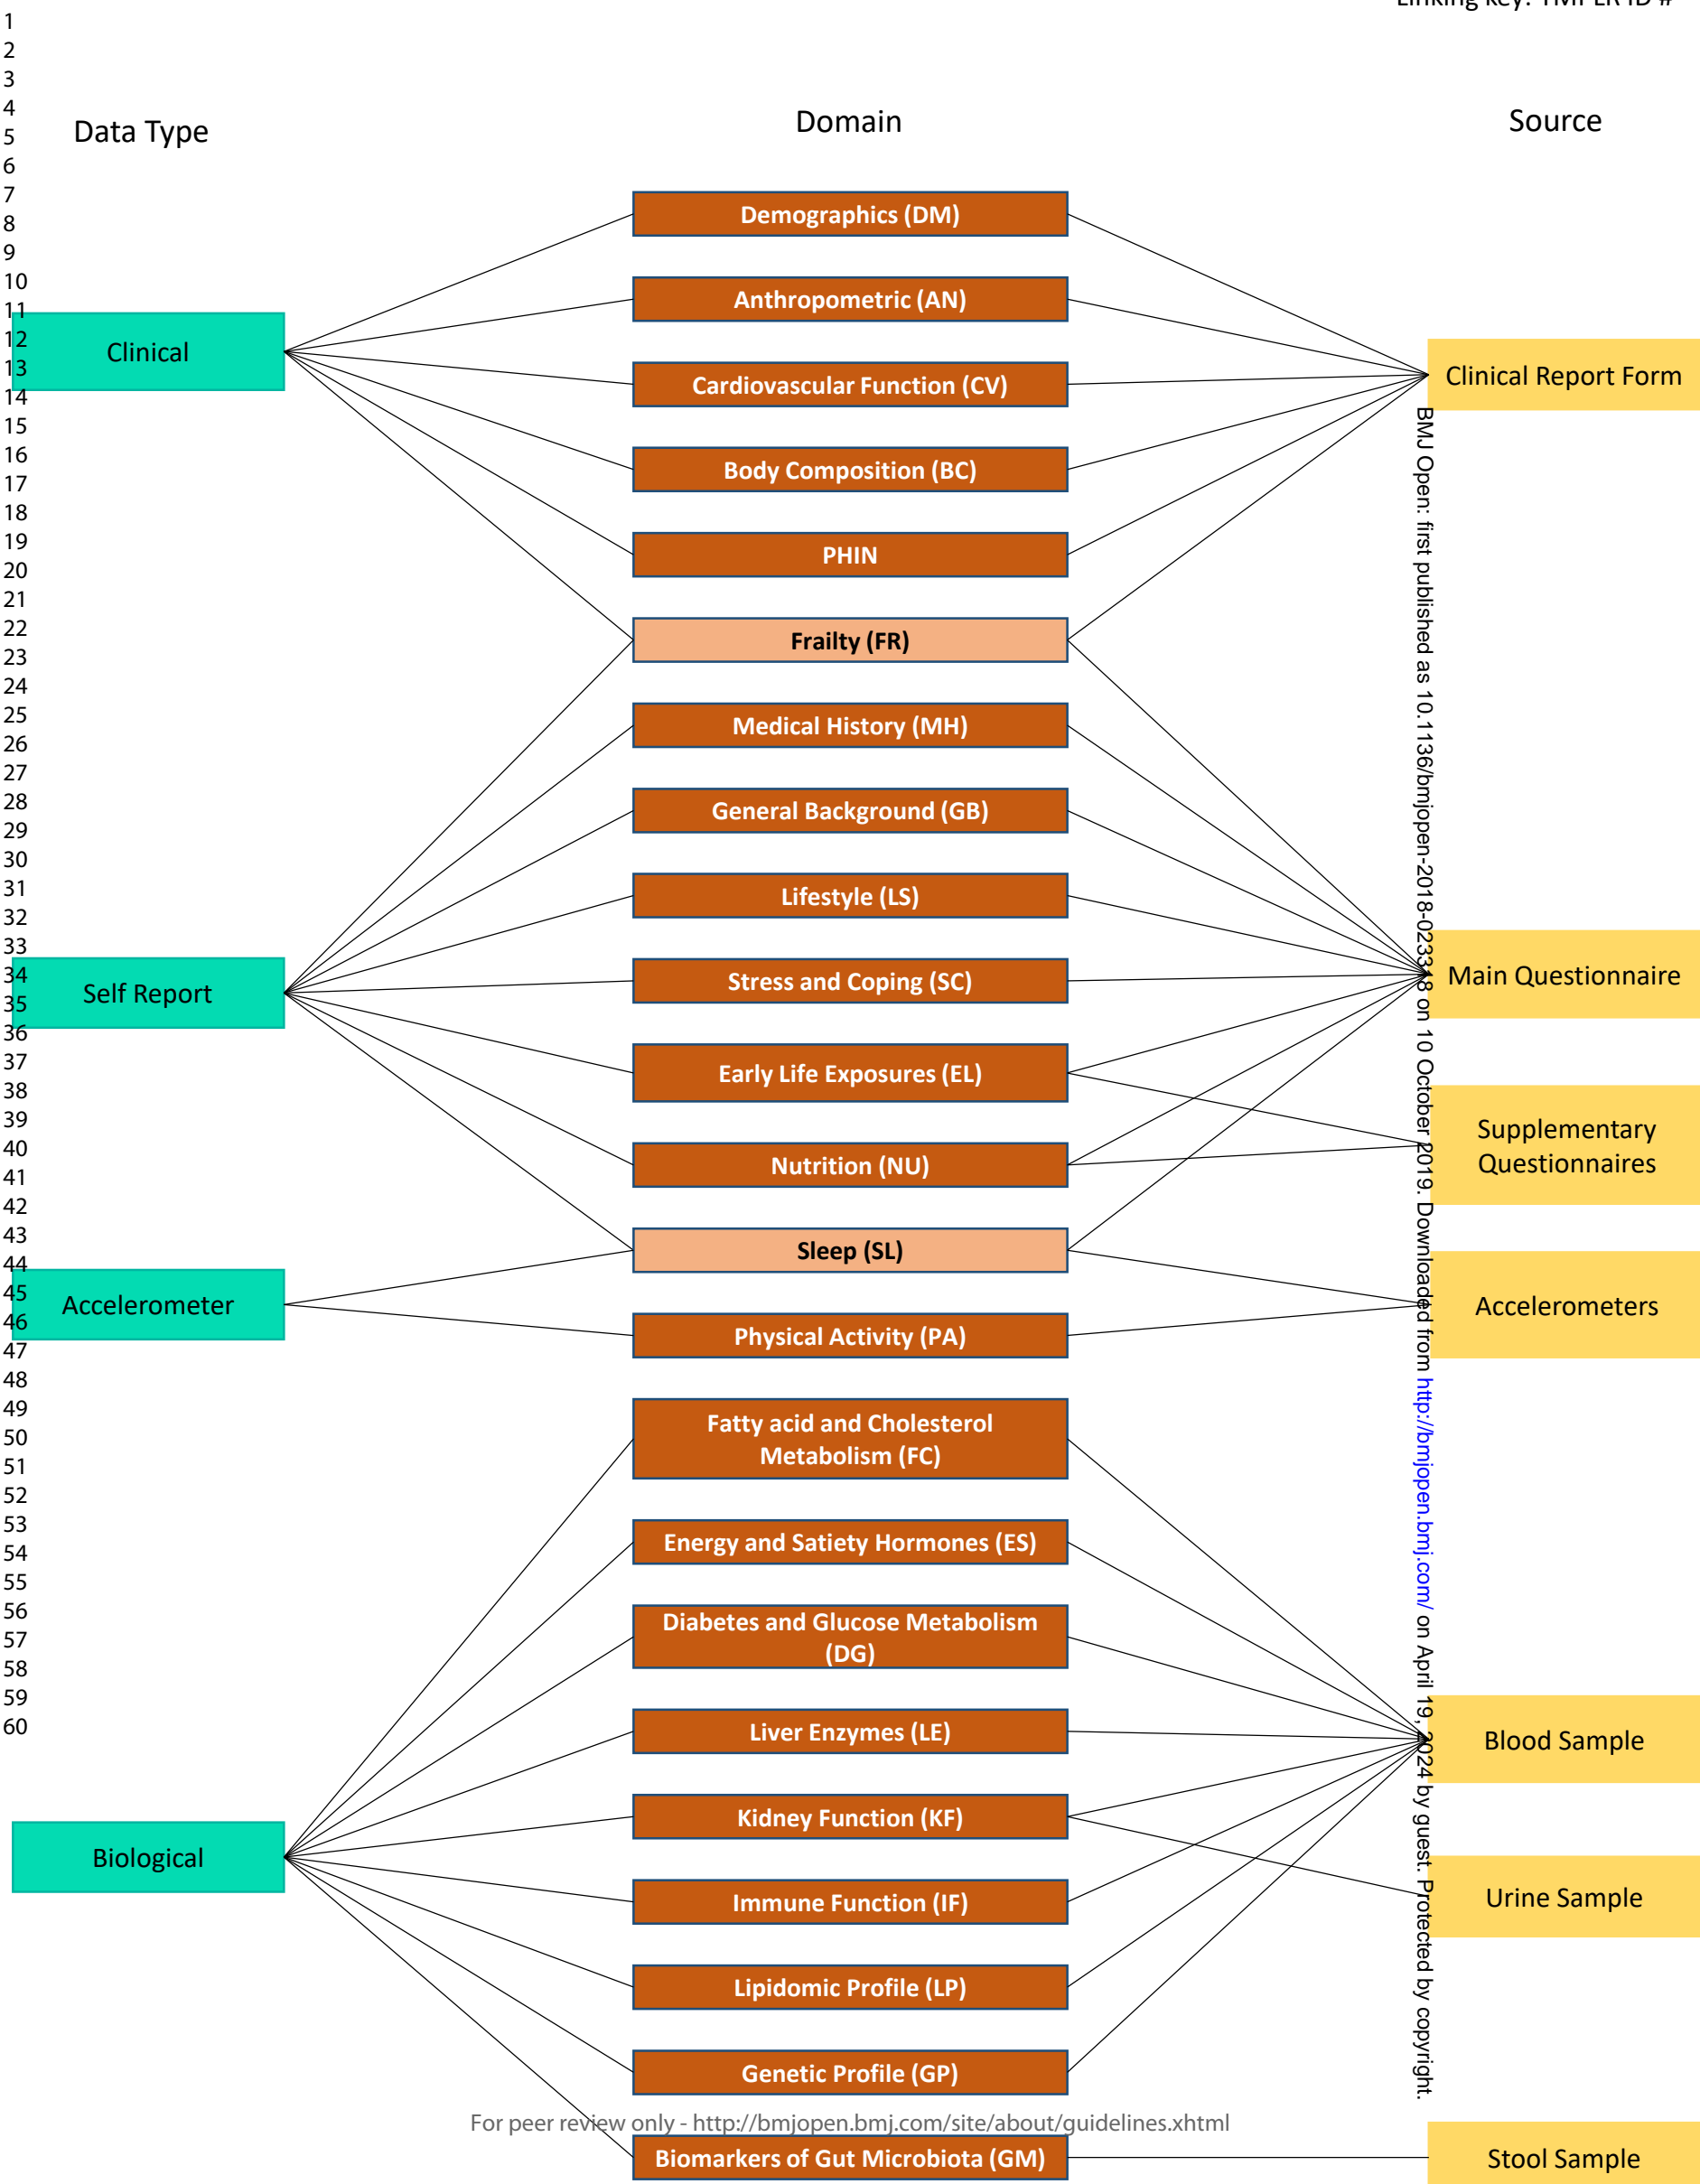 Linking key: TMPLR ID #
1
2
3
4
5
6
7
8
9
10
11
12
13
14
15
16
17
18
19
20
21
22
23
24
25
26
27
28
29
30
31
32
33
34
35
36
37
38
39
40
41
42
43
44
45
46
47
48
49
50
51
52
53
54
55
56
57
58
59
60
Data Type
Domain
Source
Clinical
Self Report
Accelerometer
Biological
Demographics (DM)
Anthropometric (AN)
Cardiovascular Function (CV)
Body Composition (BC)
PHIN
Frailty (FR)
Medical History (MH)
General Background (GB)
Lifestyle (LS)
Stress and Coping (SC)
Early Life Exposures (EL)
Nutrition (NU)
Sleep (SL)
Physical Activity (PA)
Fatty acid and Cholesterol
Metabolism (FC)
Energy and Satiety Hormones (ES)
Diabetes and Glucose Metabolism
(DG)
Liver Enzymes (LE)
Kidney Function (KF)
Immune Function (IF)
Lipidomic Profile (LP)
Genetic Profile (GP)
Biomarkers of Gut Microbiota (GM)
Clinical Report Form
Main Questionnaire
Supplementary
Questionnaires
Accelerometers
Blood Sample
Urine Sample
Stool Sample
BMJ Open: first published as 10.1136/bmjopen-2018-023318 on 10 October 2019. Downloaded from http://bmjopen.bmj.com/ on April 19, 2024 by guest. Protected by copyright.
For peer review only - http://bmjopen.bmj.com/site/about/guidelines.xhtml